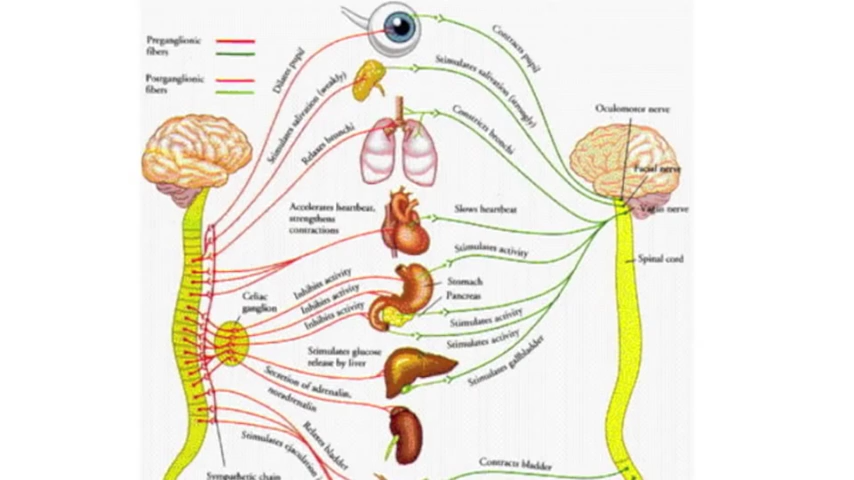 Preganglionic
fibers
Postganglionic
fibers
Dilates pupil
Stimulates salivation (weakly)
Relaxes bronchi
Constricts pupil
Stimulates salivation (strongly)
Constricts bronchi
Oculomotor nerve
Facial nerve
Vagus nerve
Spinal cord
Accelerates heartbeat,
strengthens
contractions
Slows heartbeat
Stimulates activity
Celiac
ganglion
Inhibits activity
Inhibits activity
Inhibits activity
Stomach
Pancreas
Stimulates activity
Stimulates activity
Stimulates gallbladder
Stimulates glucose
release by liver
Secretion of adrenalin,
noradrenalin
Relaxes bladder
Stimulates ejaculation
Sympathetic chain
Contracts bladder